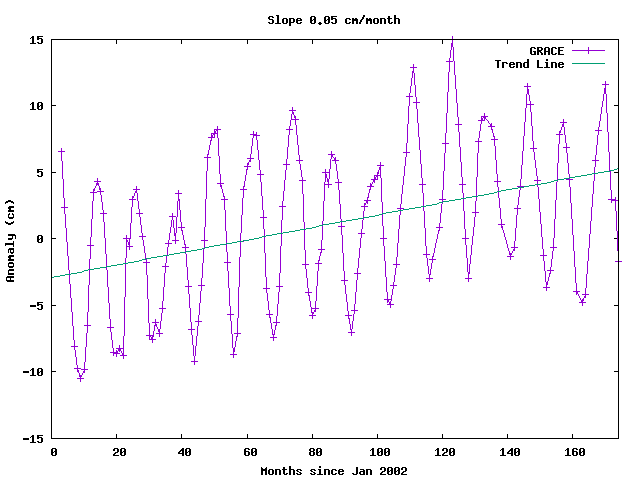 Slope 0.05 cm/month
GRACE
Trend Line
15
10
5
0
-5
-10
-15
Anomaly (cm)
0 20 40 60 80 100 120 140 160
Months since Jan 2002